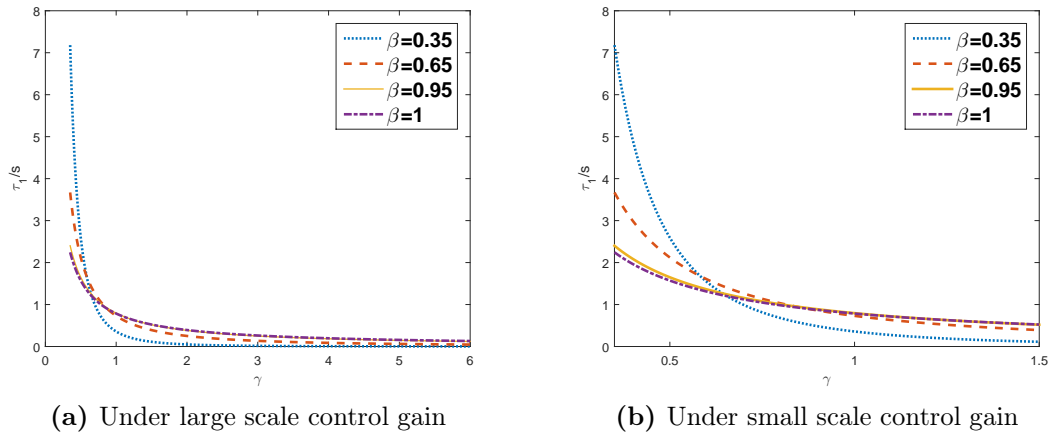 8
7
6
5
4
3
2
1
0
τ₁/s
0 1 2 3 4 5 6
γ
β=0.35
β=0.65
β=0.95
β=1
(a) Under large scale control gain
8
7
6
5
4
3
2
1
0
τ₁/s
0.5 1 1.5
γ
β=0.35
β=0.65
β=0.95
β=1
(b) Under small scale control gain